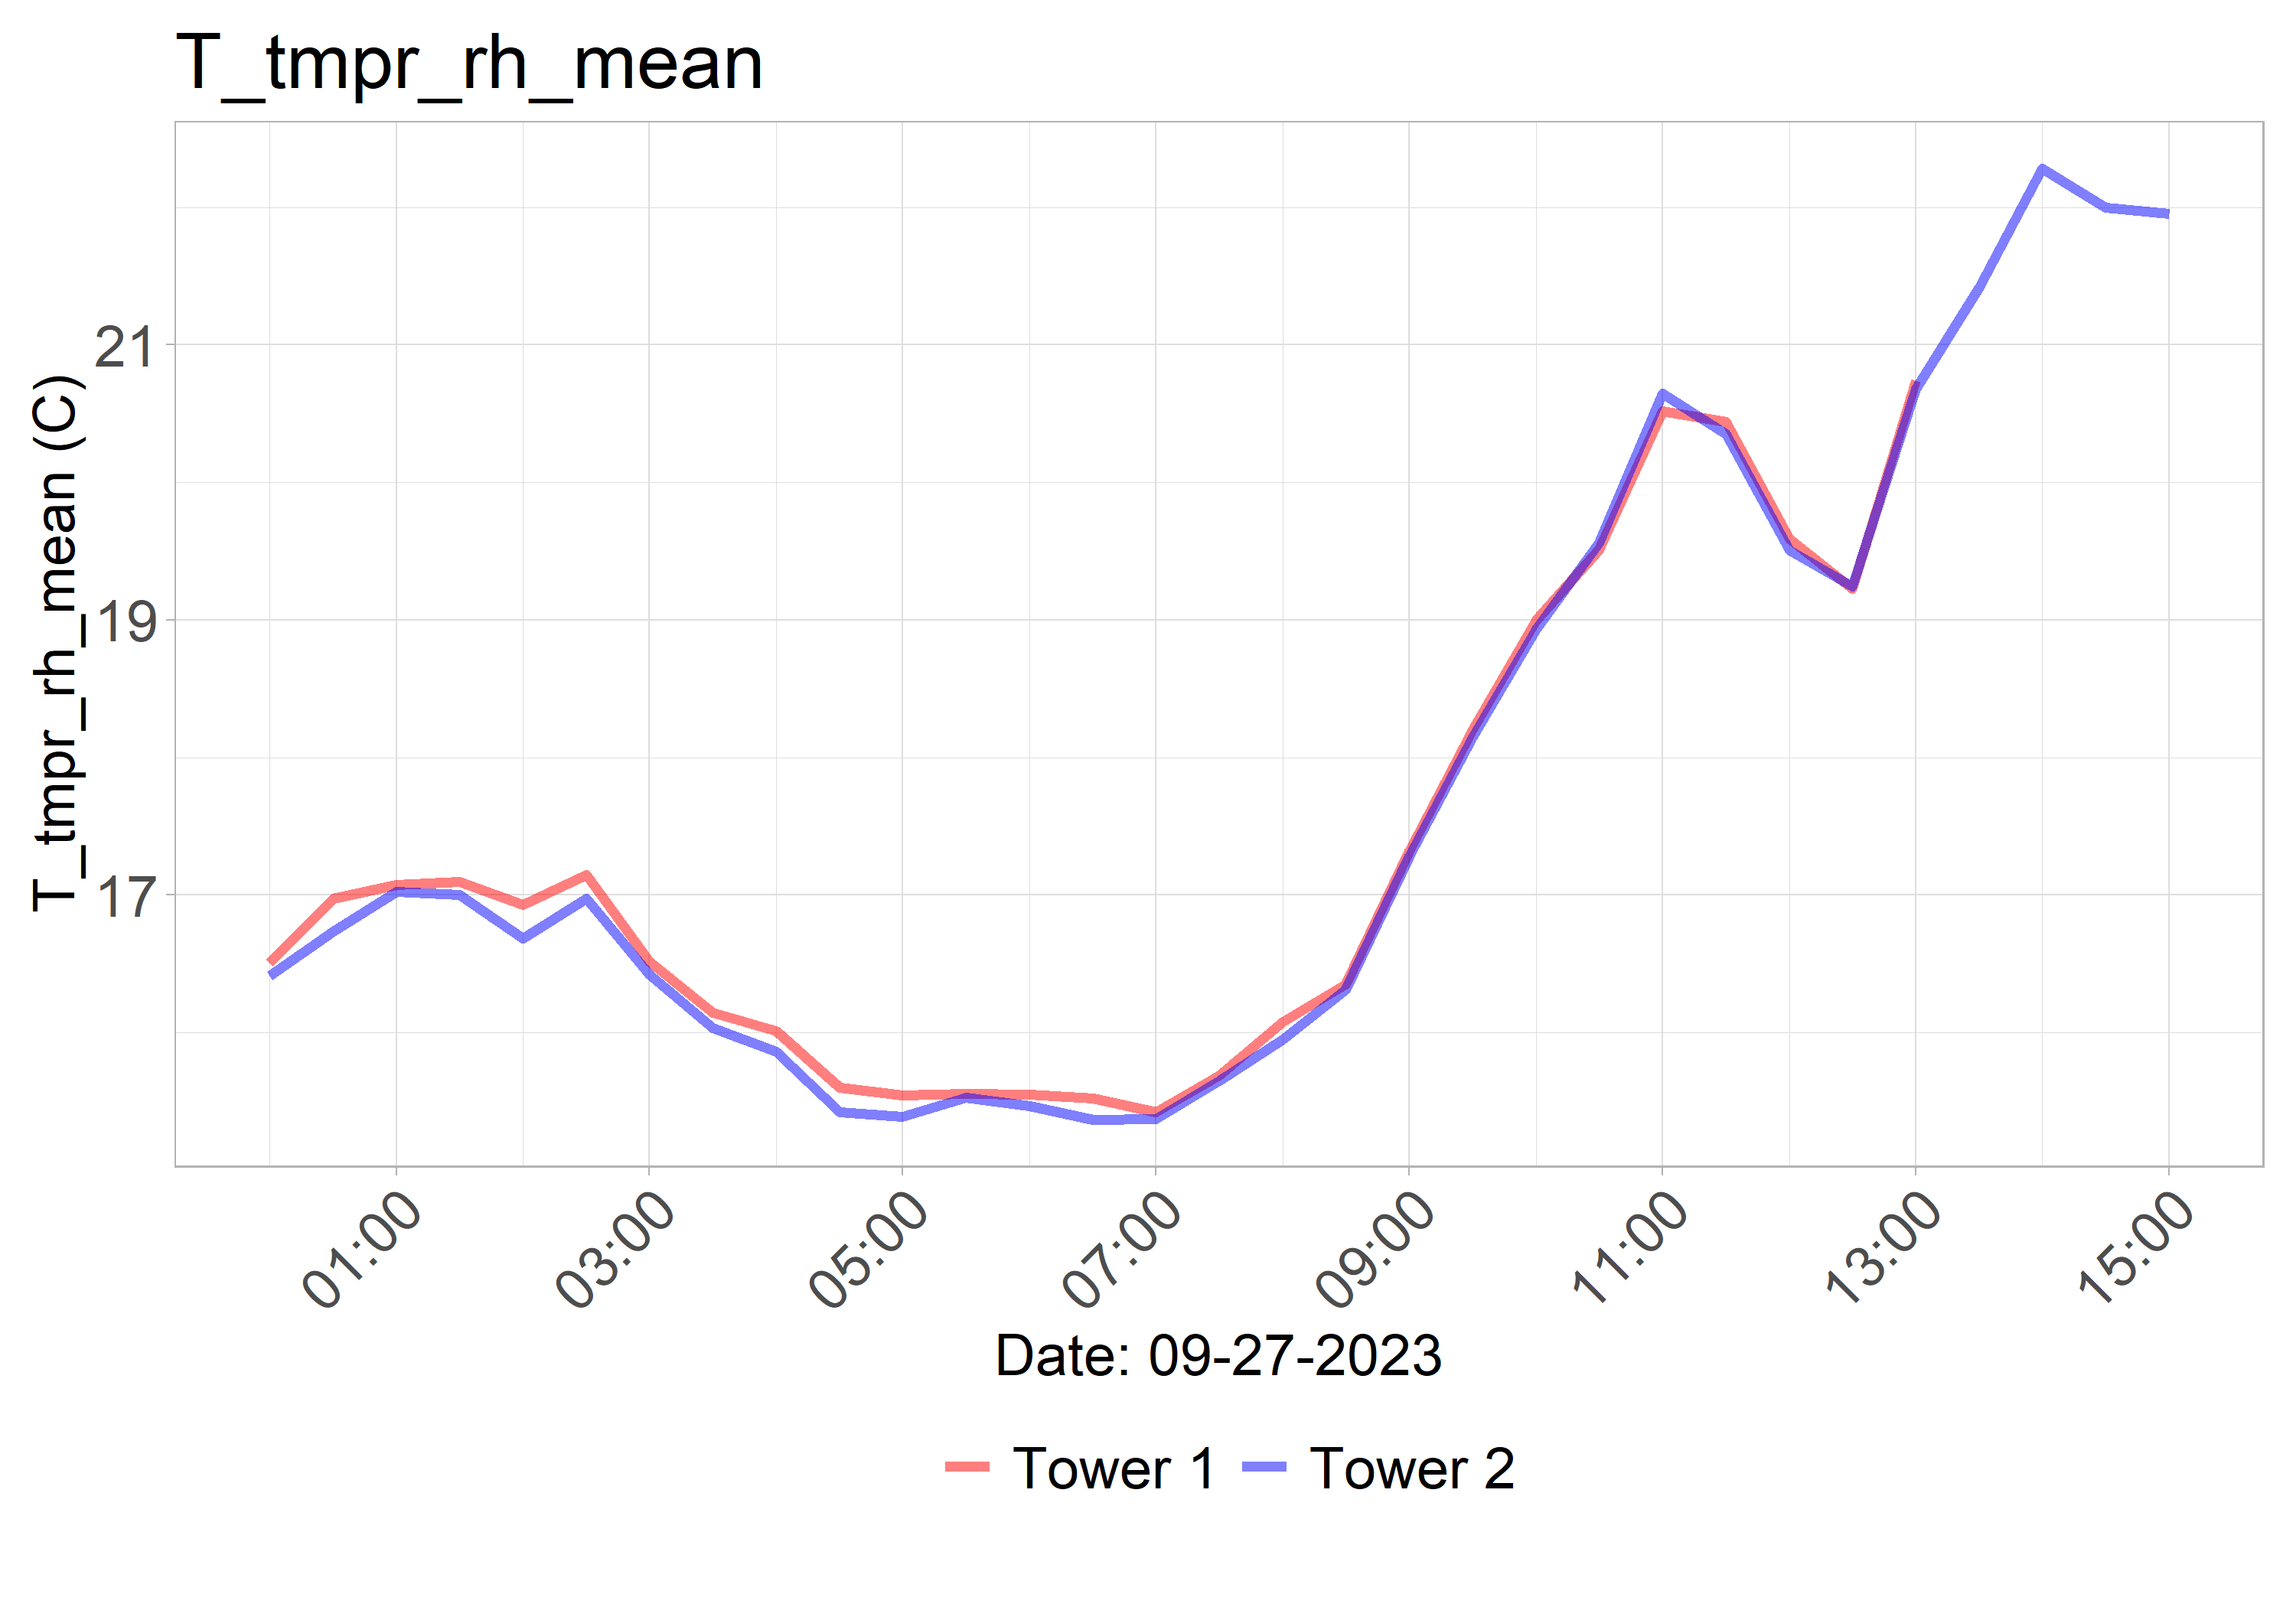 T_tmpr_rh_mean
T_tmpr_rh_mean (C)
21
19
17
01:00
03:00
05:00
07:00
09:00
11:00
13:00
15:00
Date: 09-27-2023
Tower 1
Tower 2